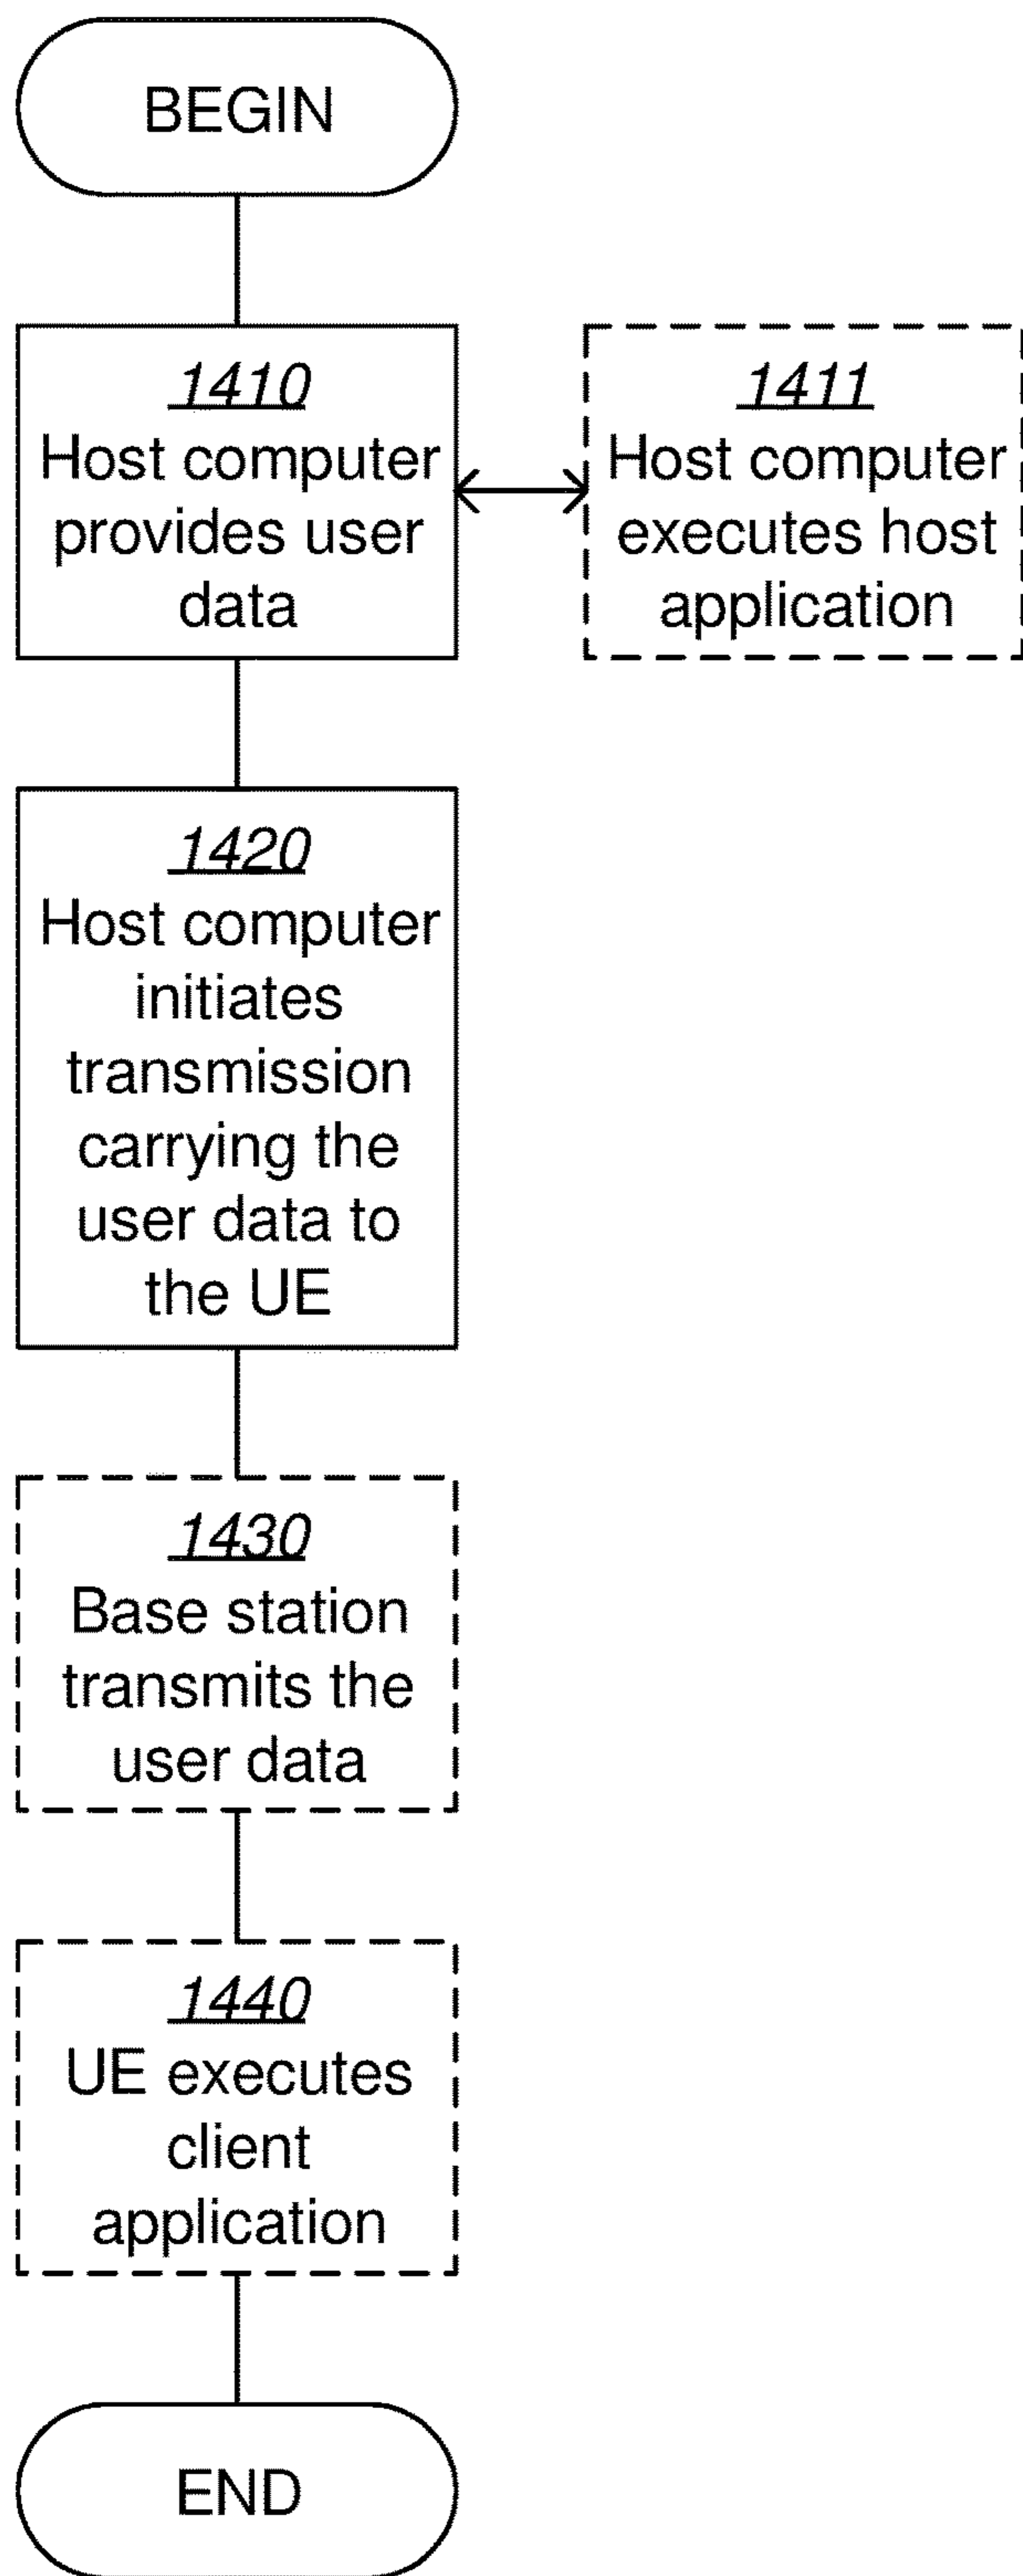 BEGIN
1410
Host computer
provides user
data
1411
Host computer
executes host
application
1420
Host computer
initiates
transmission
carrying the
user data to
the UE
1430
Base station
transmits the
user data
1440
UE executes
client
application
END